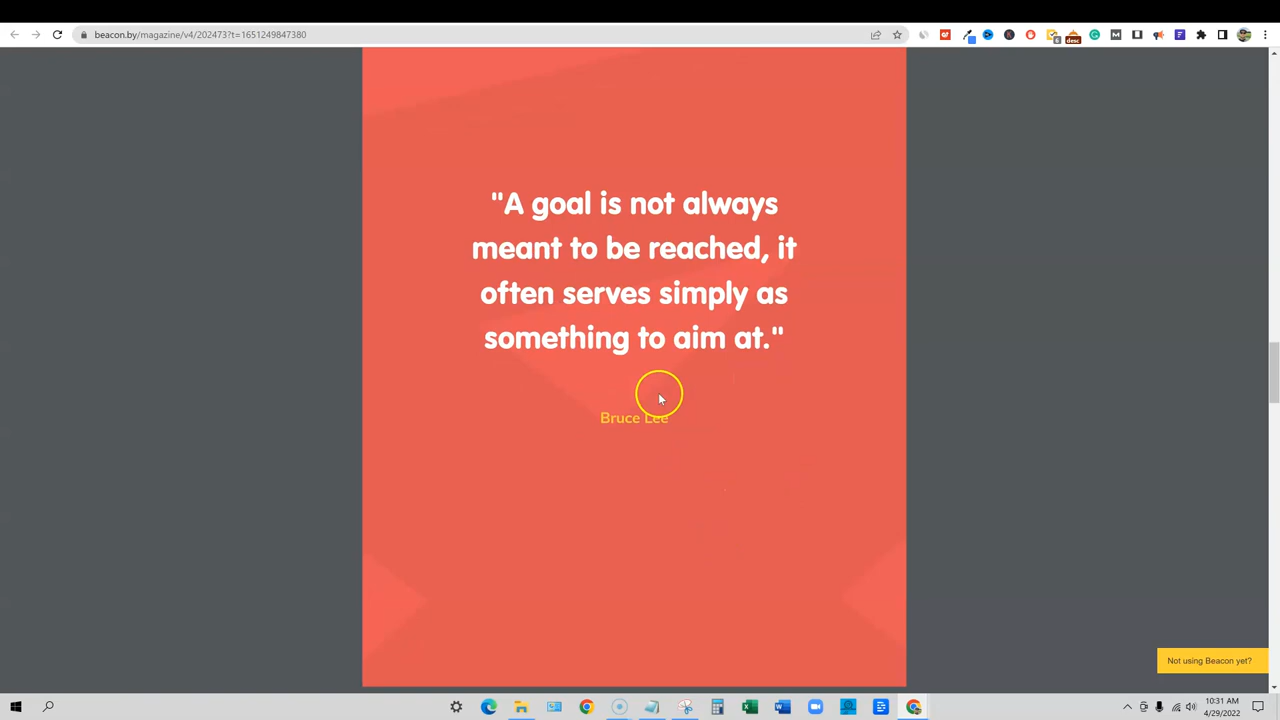 beacon.by/magazine/v4/202473?t=1651249847380
desc
"A goal is not always
meant to be reached, it
often serves simply as
something to aim at."
Bruce Lee
Not using Beacon yet?
10:31 AM
4/29/2022